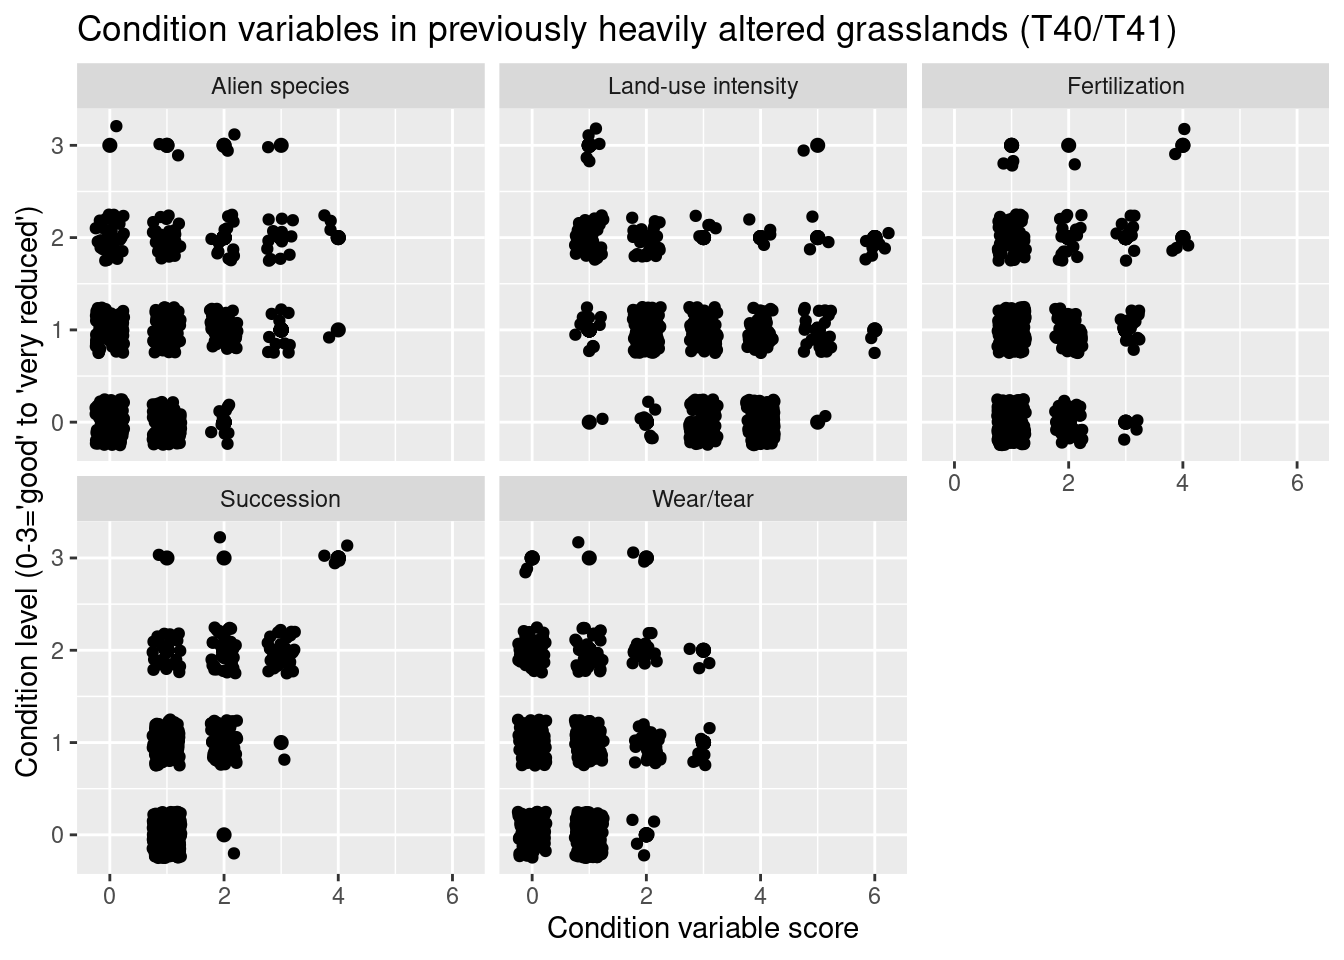 Condition variables in previously heavily altered grasslands (T40/T41)
Alien species
Land-use intensity
Fertilization
3
2
1
0
0
2
4
6
Succession
Wear/tear
3
2
1
0
0
2
4
6
0
2
4
6
Condition level (0-3='good' to 'very reduced')
Condition variable score